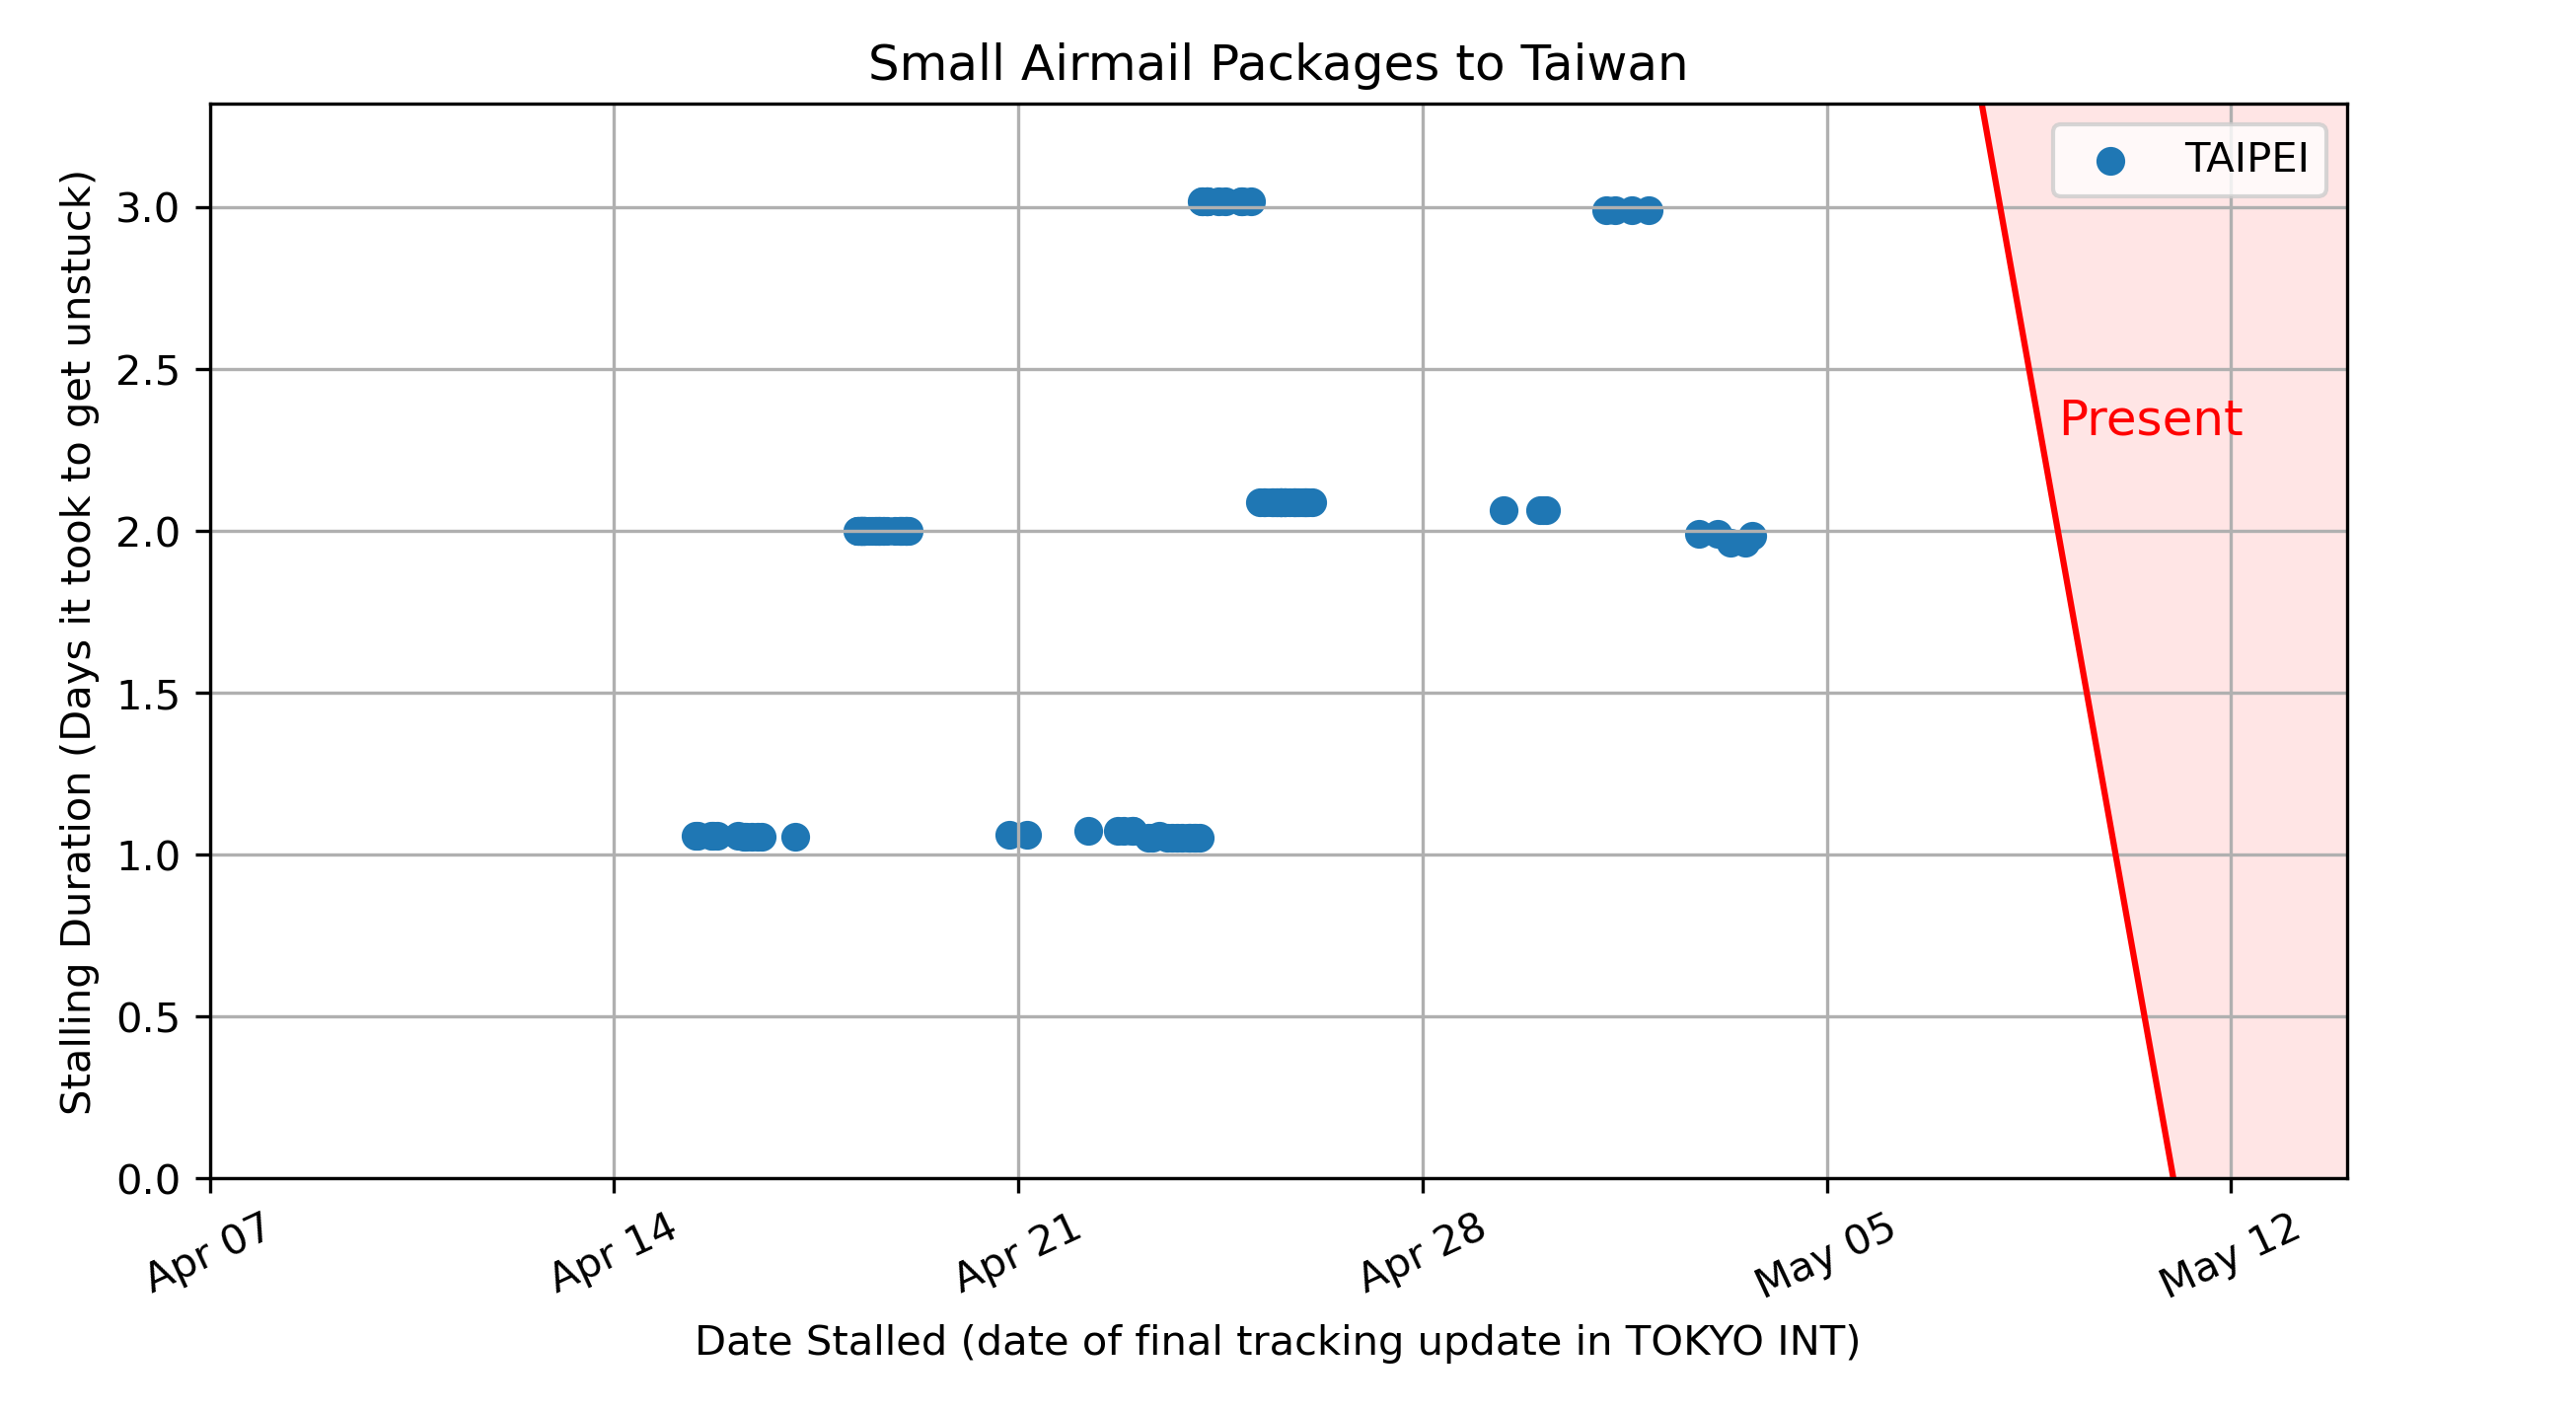 Small Airmail Packages to Taiwan
TAIPEI
Present
Stalling Duration (Days it took to get unstuck)
3.0
2.5
2.0
1.5
1.0
0.5
0.0
Apr 07
Apr 14
Apr 21
Apr 28
May 05
May 12
Date Stalled (date of final tracking update in TOKYO INT)